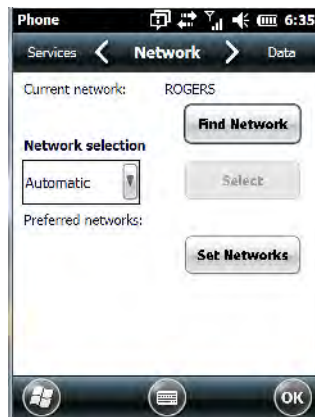 Phone 6:35
Services Network Data
Current network: ROGERS
Find Network
Network selection
Automatic Select
Preferred networks:
Set Networks
OK